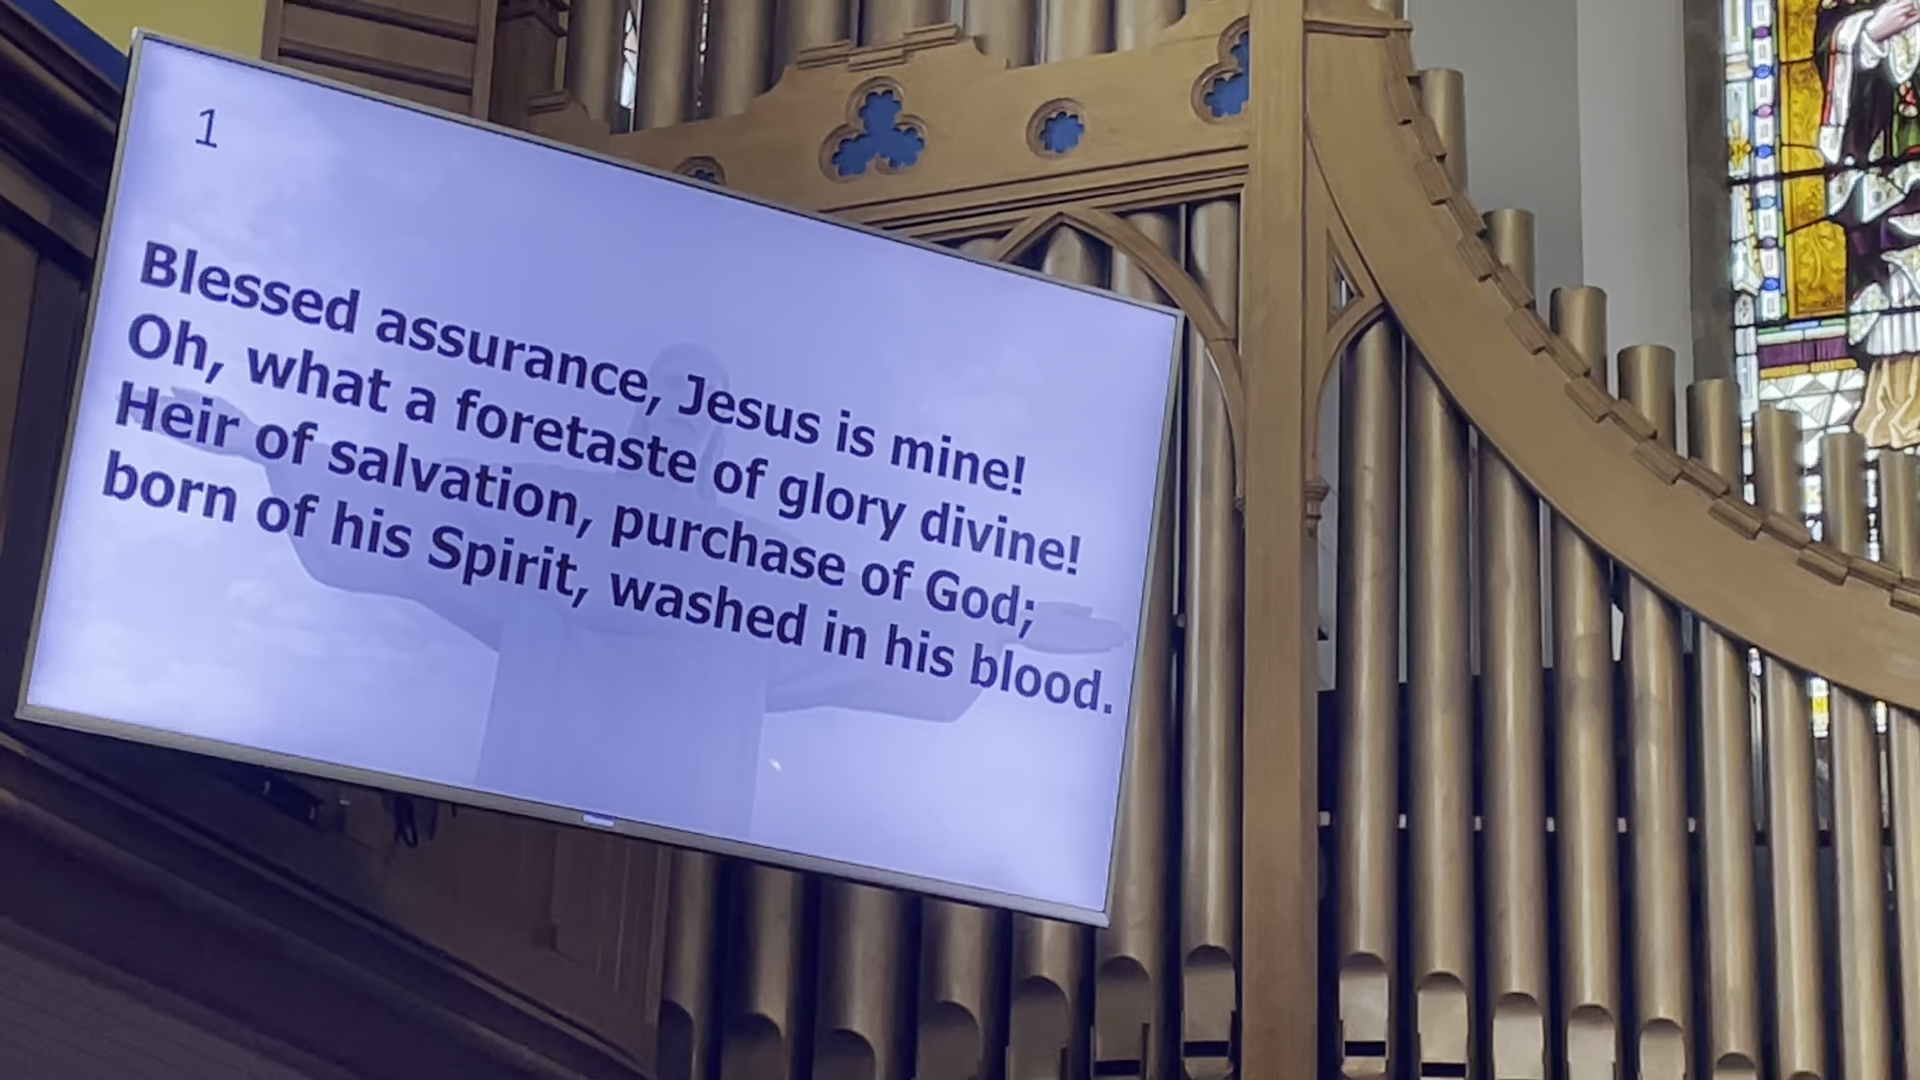 1
Blessed assurance, Jesus is mine!
Oh, what a foretaste of glory divine!
Heir of salvation, purchase of God;
born of his Spirit, washed in his blood.